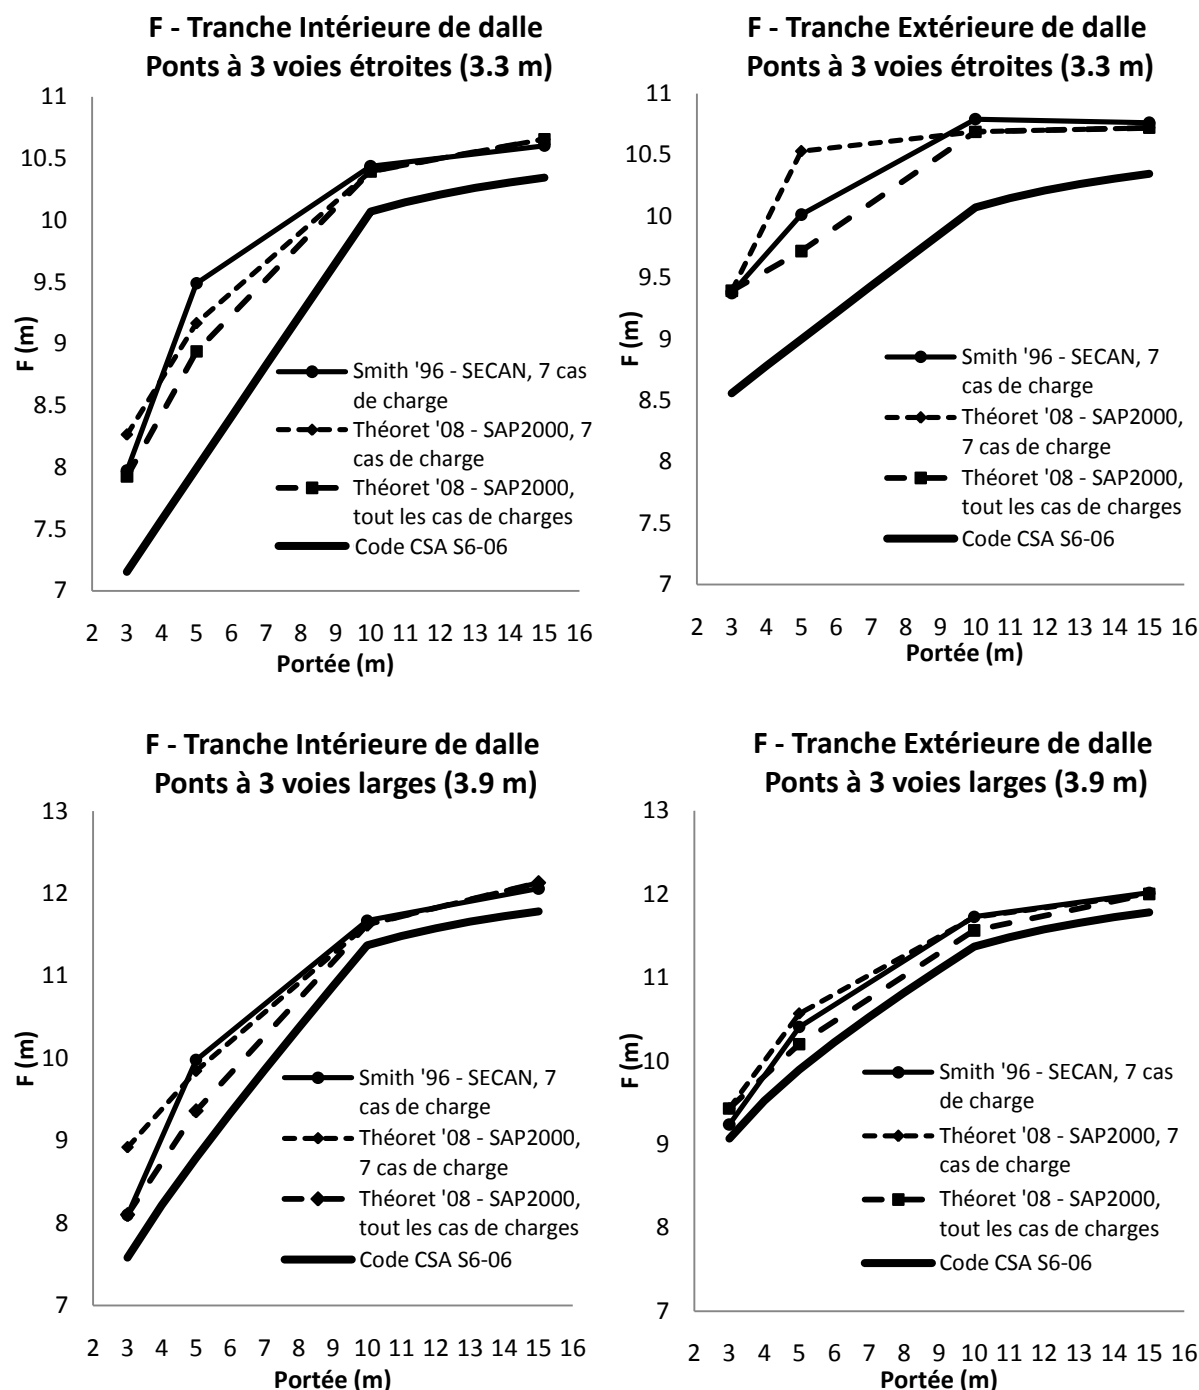 F - Tranche Intérieure de dalle
Ponts à 3 voies étroites (3.3 m)
11
10.5
10
9.5
9
8.5
8
7.5
7
F (m)
Smith '96 - SECAN, 7 cas
de charge
Théoret '08 - SAP2000, 7
cas de charge
Théoret '08 - SAP2000,
tout les cas de charges
Code CSA S6-06
2 3 4 5 6 7 8 9 10 11 12 13 14 15 16
Portée (m)
F - Tranche Extérieure de dalle
Ponts à 3 voies étroites (3.3 m)
11
10.5
10
9.5
9
8.5
8
7.5
7
F (m)
Smith '96 - SECAN, 7
cas de charge
Théoret '08 - SAP2000,
7 cas de charge
Théoret '08 - SAP2000,
tout les cas de charges
Code CSA S6-06
2 3 4 5 6 7 8 9 10 11 12 13 14 15 16
Portée (m)
F - Tranche Intérieure de dalle
Ponts à 3 voies larges (3.9 m)
13
12
11
10
9
8
7
F (m)
Smith '96 - SECAN, 7
cas de charge
Théoret '08 - SAP2000,
7 cas de charge
Théoret '08 - SAP2000,
tout les cas de charges
Code CSA S6-06
2 3 4 5 6 7 8 9 10 11 12 13 14 15 16
Portée (m)
F - Tranche Extérieure de dalle
Ponts à 3 voies larges (3.9 m)
13
12
11
10
9
8
7
F (m)
Smith '96 - SECAN, 7 cas
de charge
Théoret '08 - SAP2000, 7
cas de charge
Théoret '08 - SAP2000,
tout les cas de charges
Code CSA S6-06
2 3 4 5 6 7 8 9 10 11 12 13 14 15 16
Portée (m)